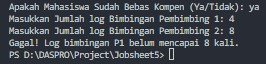 Apakah Mahasiswa Sudah Bebas Kompen (Ya/Tidak): ya
Masukkan Jumlah log Bimbingan Pembimbing 1: 4
Masukkan Jumlah log Bimbingan Pembimbing 2: 8
Gagal! Log bimbingan P1 belum mencapai 8 kali.
PS D:\DASPRO\Project\Jobsheet5>